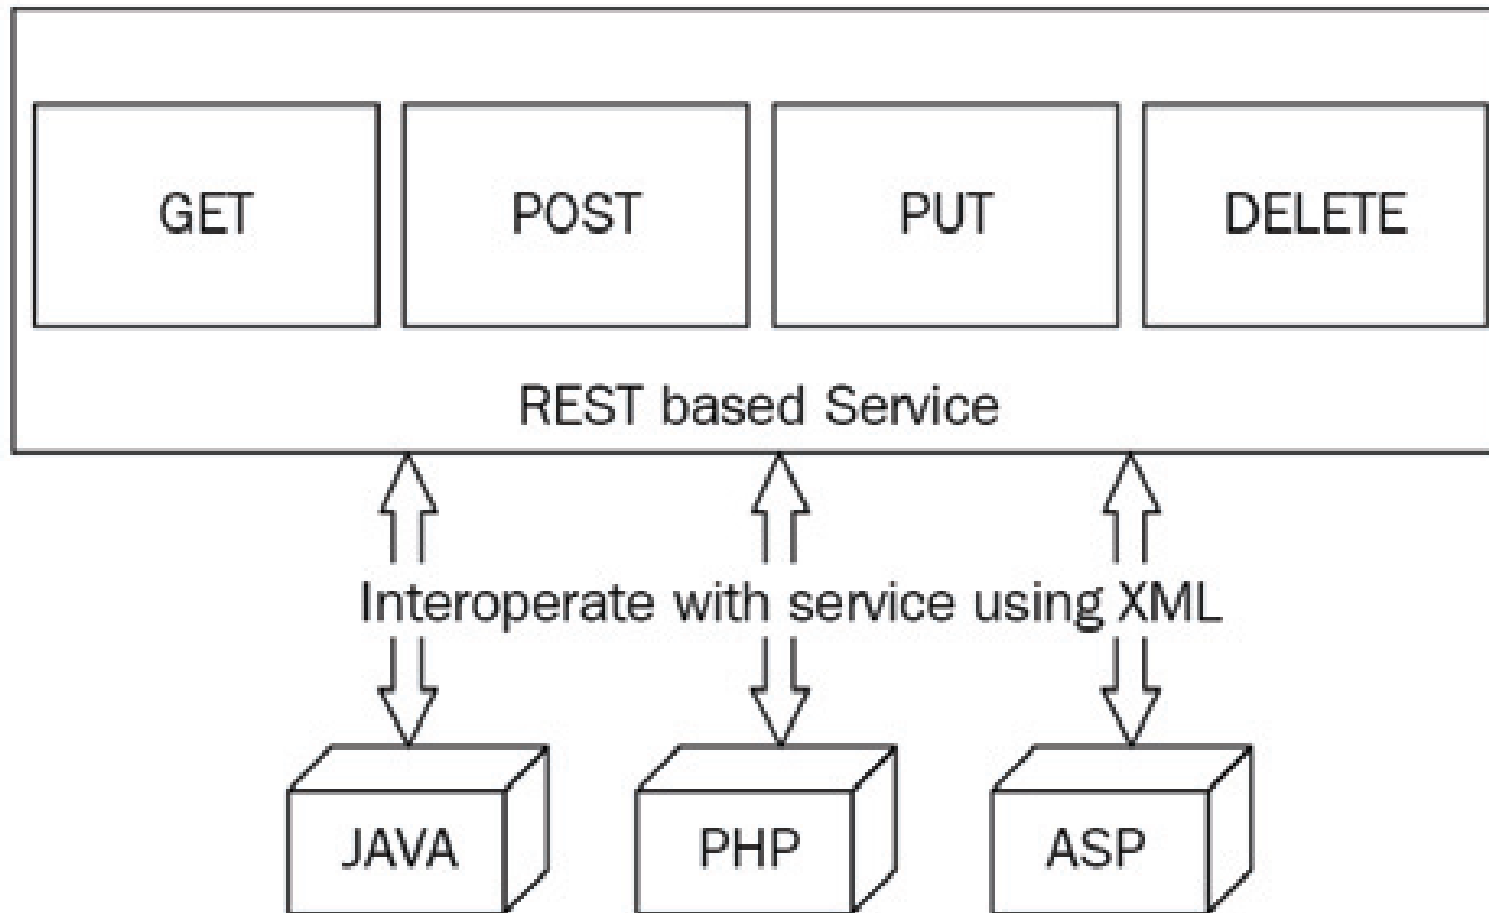 GET POST PUT DELETE
REST based Service
Interoperate with service using XML
JAVA PHP ASP